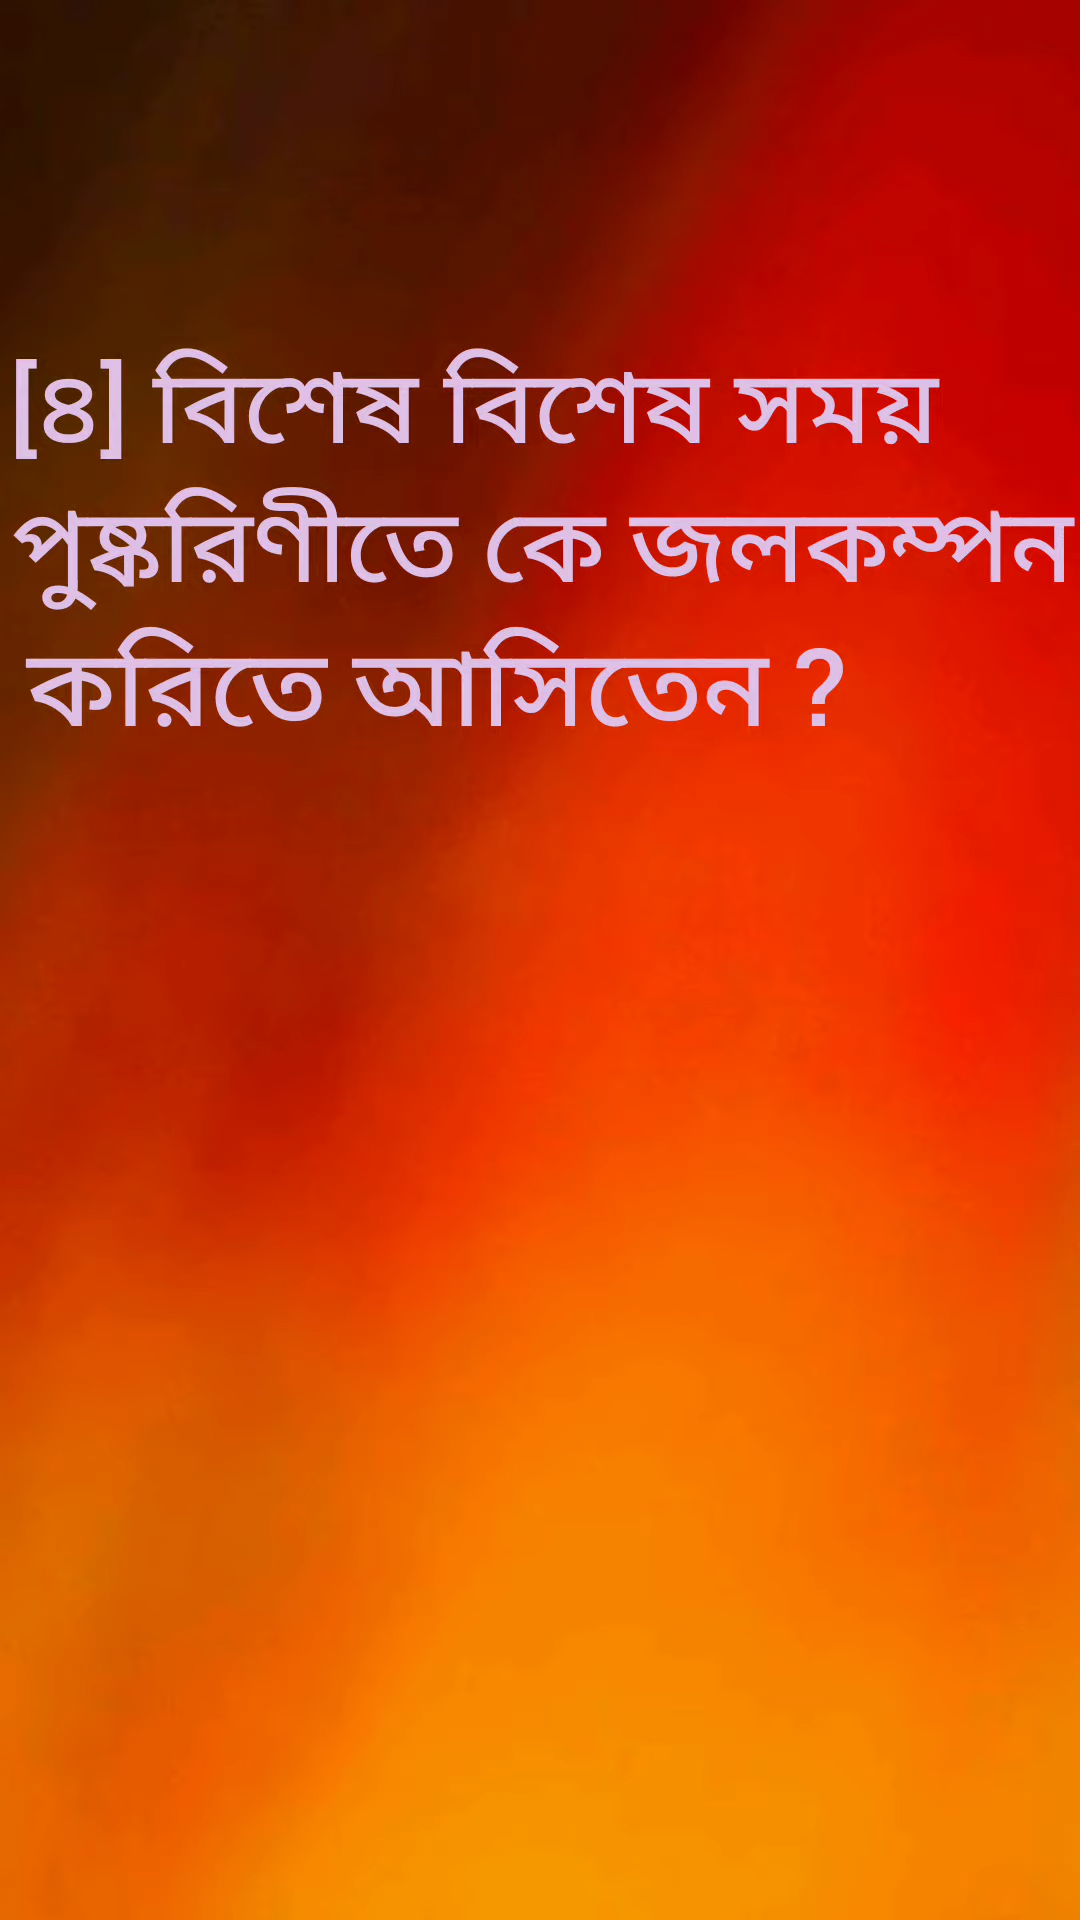 [৪] বিশেষ বিশেষ সময়
পুষ্করিণীতে কে জলকম্পন
করিতে আসিতেন ?